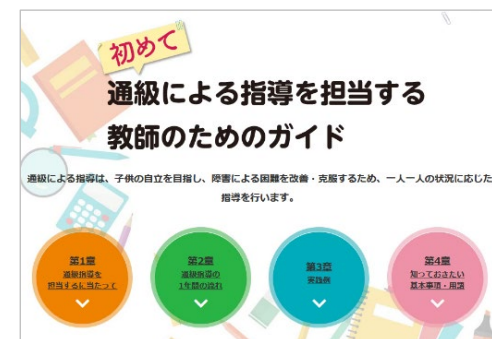 初めて
通級による指導を担当する
教師のためのガイド
通級による指導は、子供の自立を目指し、障害による困難を改善・克服するため、一人一人の状況に応じた
指導を行います。
第1章
通級指導を
担当するに当たって
第2章
通級指導の
1年間の流れ
第3章
実践例
第4章
知っておきたい
基本事項・用語